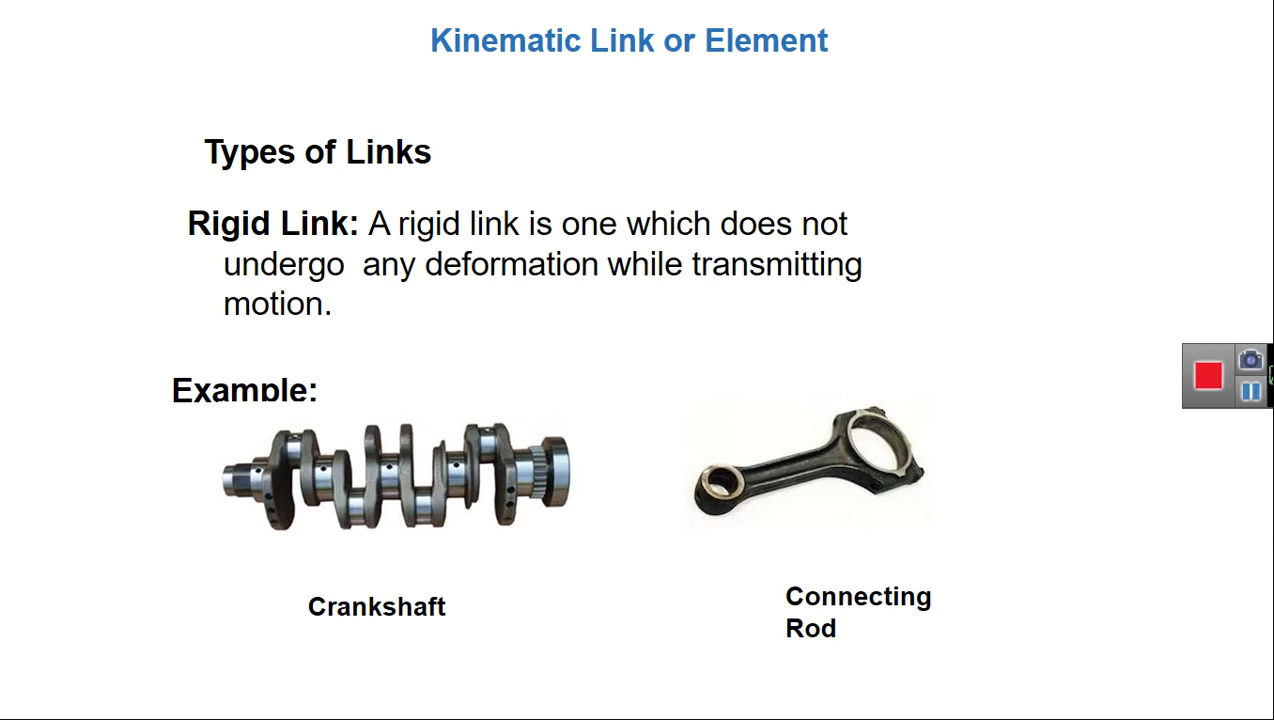 Kinematic Link or Element
Types of Links
Rigid Link: A rigid link is one which does not
undergo any deformation while transmitting
motion.
Example:
Crankshaft
Connecting
Rod